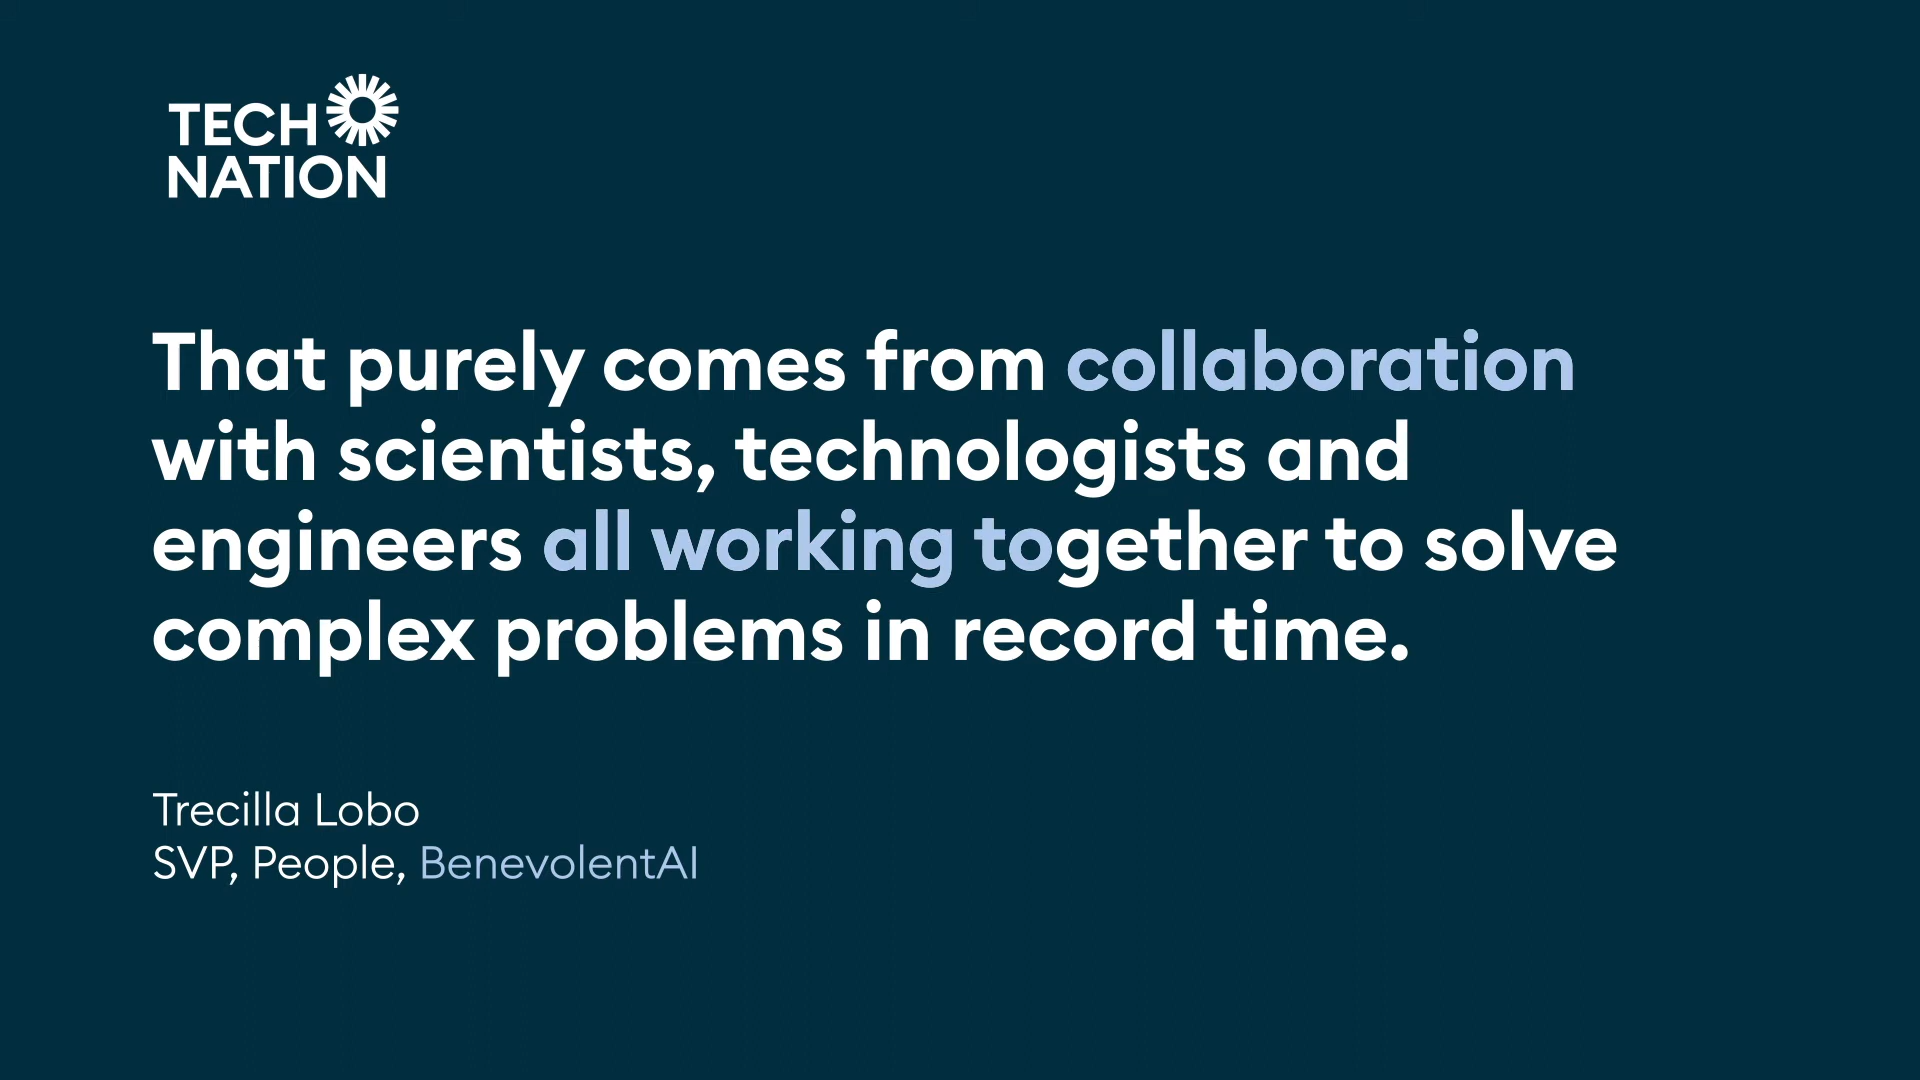 TECH
NATION
That purely comes from collaboration
with scientists, technologists and
engineers all working together to solve
complex problems in record time.
Trecilla Lobo
SVP, People, BenevolentAI